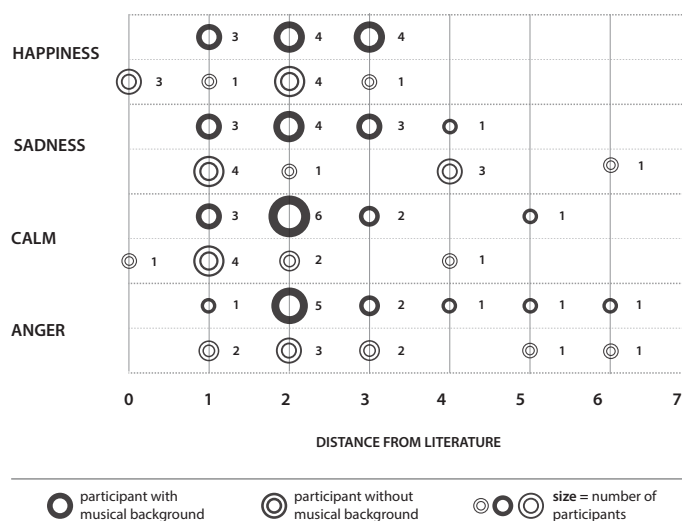 3 4 4
HAPPINESS
3 1 4 1
3 4 3 1
SADNESS
4 1 3 1
3 6 2 1
CALM
1 4 2 1
1 5 2 1 1 1
ANGER
2 3 2 1 1
0 1 2 3 4 5 6 7
DISTANCE FROM LITERATURE
participant with
musical background
participant without
musical background
size = number of
participants